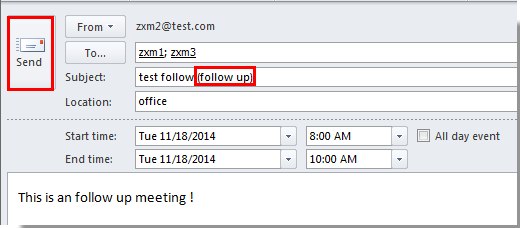 From zxm2@test.com
Send
To... zxm1; zxm3
Subject: test follow (follow up)
Location: office
Start time: Tue 11/18/2014 8:00 AM All day event
End time: Tue 11/18/2014 10:00 AM
This is an follow up meeting !